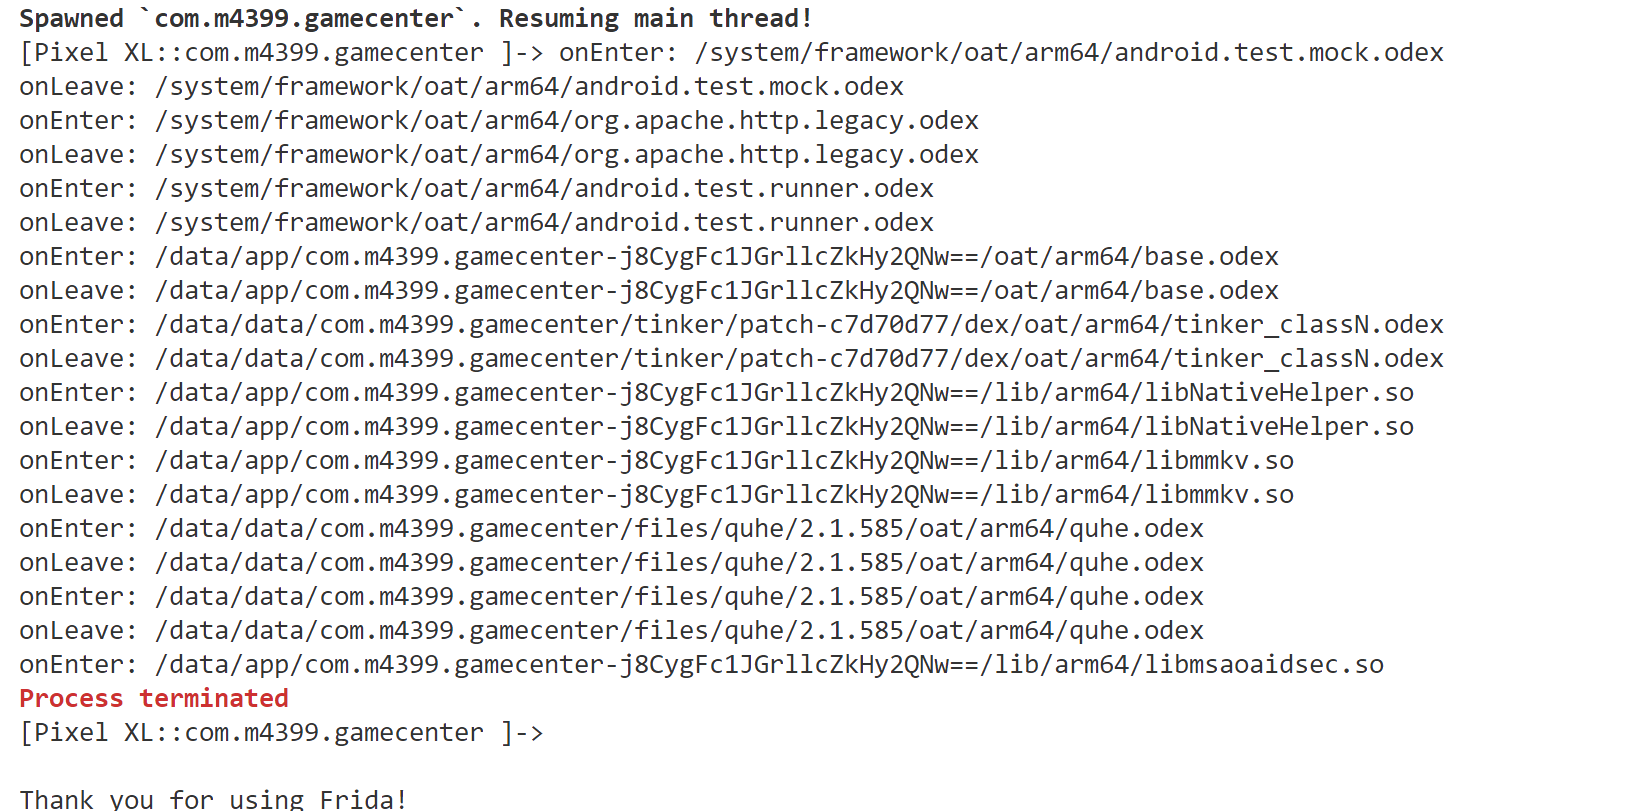 Spawned `com.m4399.gamecenter`. Resuming main thread!
[Pixel XL::com.m4399.gamecenter ]-> onEnter: /system/framework/oat/arm64/android.test.mock.odex
onLeave: /system/framework/oat/arm64/android.test.mock.odex
onEnter: /system/framework/oat/arm64/org.apache.http.legacy.odex
onLeave: /system/framework/oat/arm64/org.apache.http.legacy.odex
onEnter: /system/framework/oat/arm64/android.test.runner.odex
onLeave: /system/framework/oat/arm64/android.test.runner.odex
onEnter: /data/app/com.m4399.gamecenter-j8CygFc1JGrllcZkHy2QNw==/oat/arm64/base.odex
onLeave: /data/app/com.m4399.gamecenter-j8CygFc1JGrllcZkHy2QNw==/oat/arm64/base.odex
onEnter: /data/data/com.m4399.gamecenter/tinker/patch-c7d70d77/dex/oat/arm64/tinker_classN.odex
onLeave: /data/data/com.m4399.gamecenter/tinker/patch-c7d70d77/dex/oat/arm64/tinker_classN.odex
onEnter: /data/app/com.m4399.gamecenter-j8CygFc1JGrllcZkHy2QNw==/lib/arm64/libNativeHelper.so
onLeave: /data/app/com.m4399.gamecenter-j8CygFc1JGrllcZkHy2QNw==/lib/arm64/libNativeHelper.so
onEnter: /data/app/com.m4399.gamecenter-j8CygFc1JGrllcZkHy2QNw==/lib/arm64/libmmkv.so
onLeave: /data/app/com.m4399.gamecenter-j8CygFc1JGrllcZkHy2QNw==/lib/arm64/libmmkv.so
onEnter: /data/data/com.m4399.gamecenter/files/quhe/2.1.585/oat/arm64/quhe.odex
onLeave: /data/data/com.m4399.gamecenter/files/quhe/2.1.585/oat/arm64/quhe.odex
onEnter: /data/data/com.m4399.gamecenter/files/quhe/2.1.585/oat/arm64/quhe.odex
onLeave: /data/data/com.m4399.gamecenter/files/quhe/2.1.585/oat/arm64/quhe.odex
onEnter: /data/app/com.m4399.gamecenter-j8CygFc1JGrllcZkHy2QNw==/lib/arm64/libmsaoaidsec.so
Process terminated
[Pixel XL::com.m4399.gamecenter ]->
Thank you for using Frida!